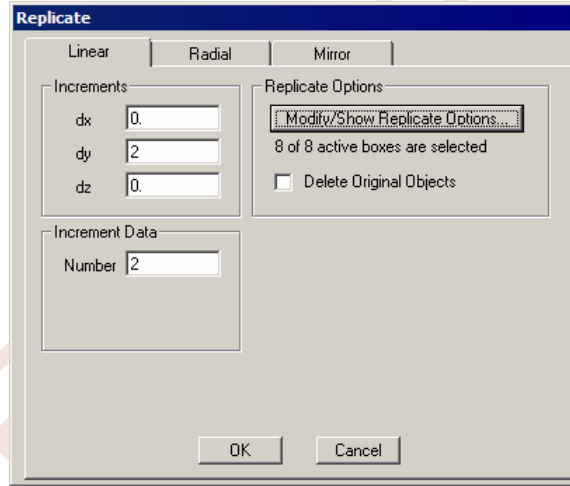 Replicate
Linear Radial Mirror
Increments
dx 0.
dy 2
dz 0.
Replicate Options
Modify/Show Replicate Options...
8 of 8 active boxes are selected
Delete Original Objects
Increment Data
Number 2
OK Cancel